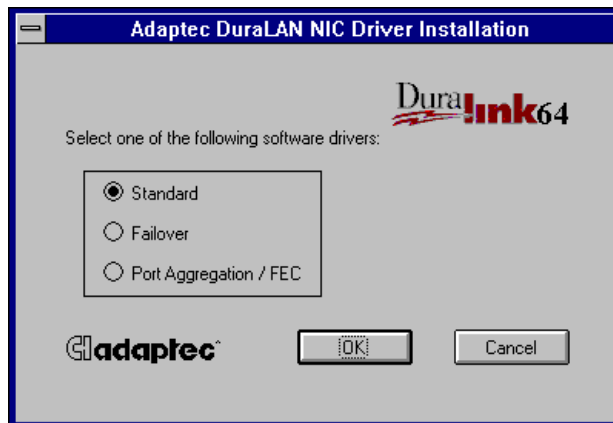 Adaptec DuraLAN NIC Driver Installation
Duralink64
Select one of the following software drivers:
Standard
Failover
Port Aggregation / FEC
adaptec
OK
Cancel